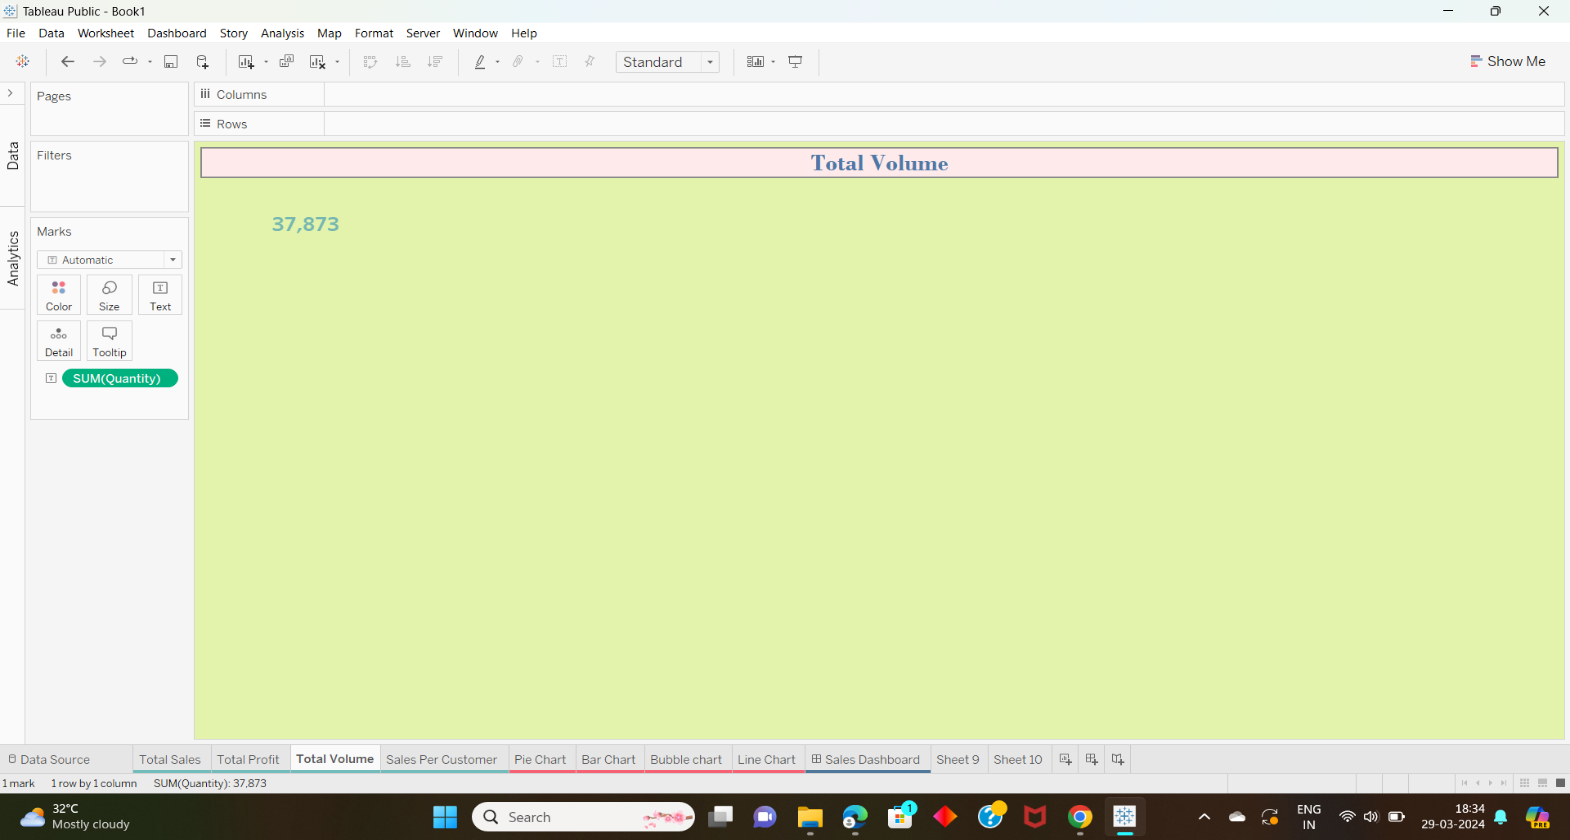 Tableau Public - Book1
File Data Worksheet Dashboard Story Analysis Map Format Server Window Help
Standard
Show Me
Pages
Columns
Rows
Data
Filters
Total Volume
37,873
Marks
Analytics
Automatic
Color Size Text
Detail Tooltip
SUM(Quantity)
Data Source Total Sales Total Profit Total Volume Sales Per Customer Pie Chart Bar Chart Bubble chart Line Chart Sales Dashboard Sheet 9 Sheet 10
1 mark 1 row by 1 column SUM(Quantity): 37,873
32°C
Mostly cloudy
Search
1
ENG
IN
18:34
29-03-2024
PRE